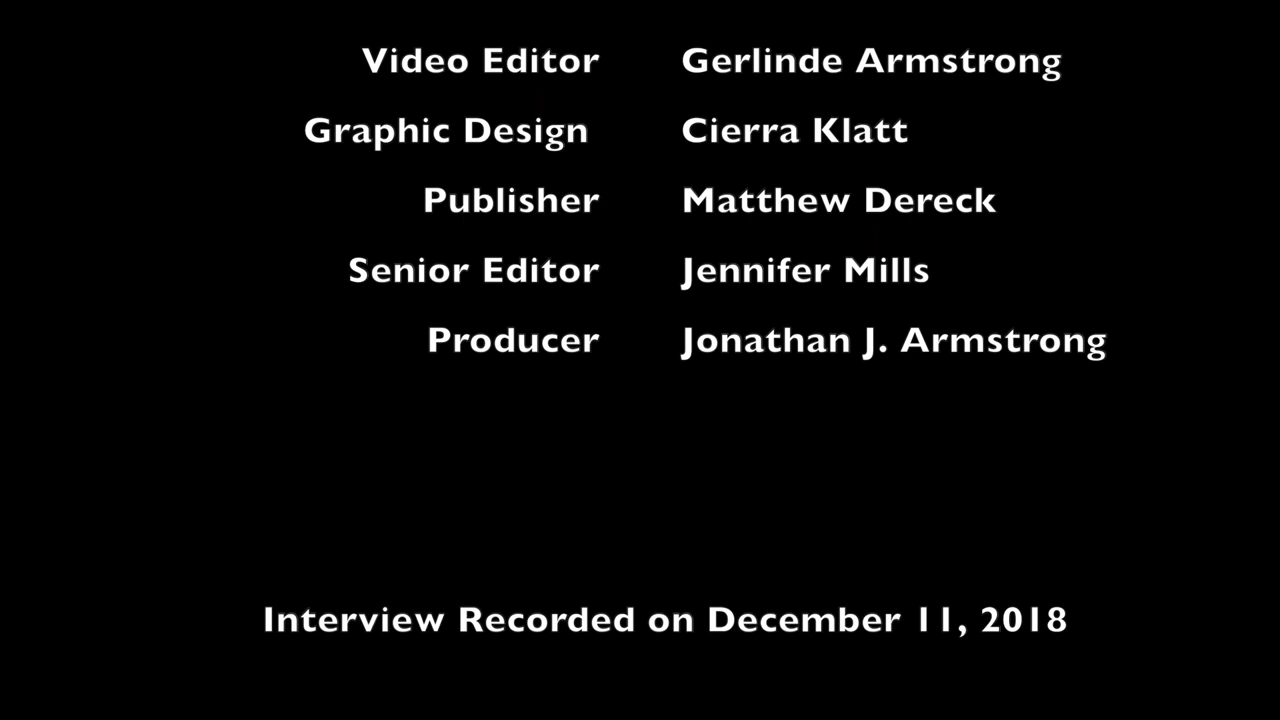 Video Editor Gerlinde Armstrong
Graphic Design Cierra Klatt
Publisher Matthew Dereck
Senior Editor Jennifer Mills
Producer Jonathan J. Armstrong
Interview Recorded on December 11, 2018